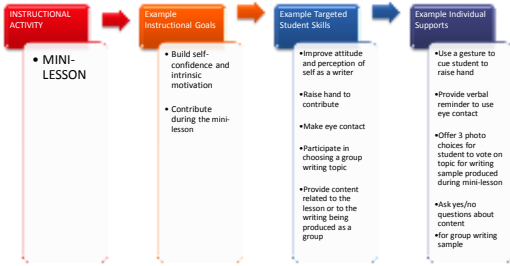 INSTRUCTIONAL
ACTIVITY
• MINI-
LESSON
Example
Instructional Goals
• Build self-
confidence and
intrinsic
motivation
• Contribute
during the mini-
lesson
Example Targeted
Student Skills
•Improve attitude
and perception of
self as a writer
•Raise hand to
contribute
•Make eye contact
•Participate in
choosing a group
writing topic
•Provide content
related to the
lesson or to the
writing being
produced as a
group
Example Individual
Supports
•Use a gesture to
cue student to
raise hand
•Provide verbal
reminder to use
eye contact
•Offer 3 photo
choices for
student to vote on
topic for writing
sample produced
during mini-lesson
•Ask yes/no
questions about
content
•for group writing
sample